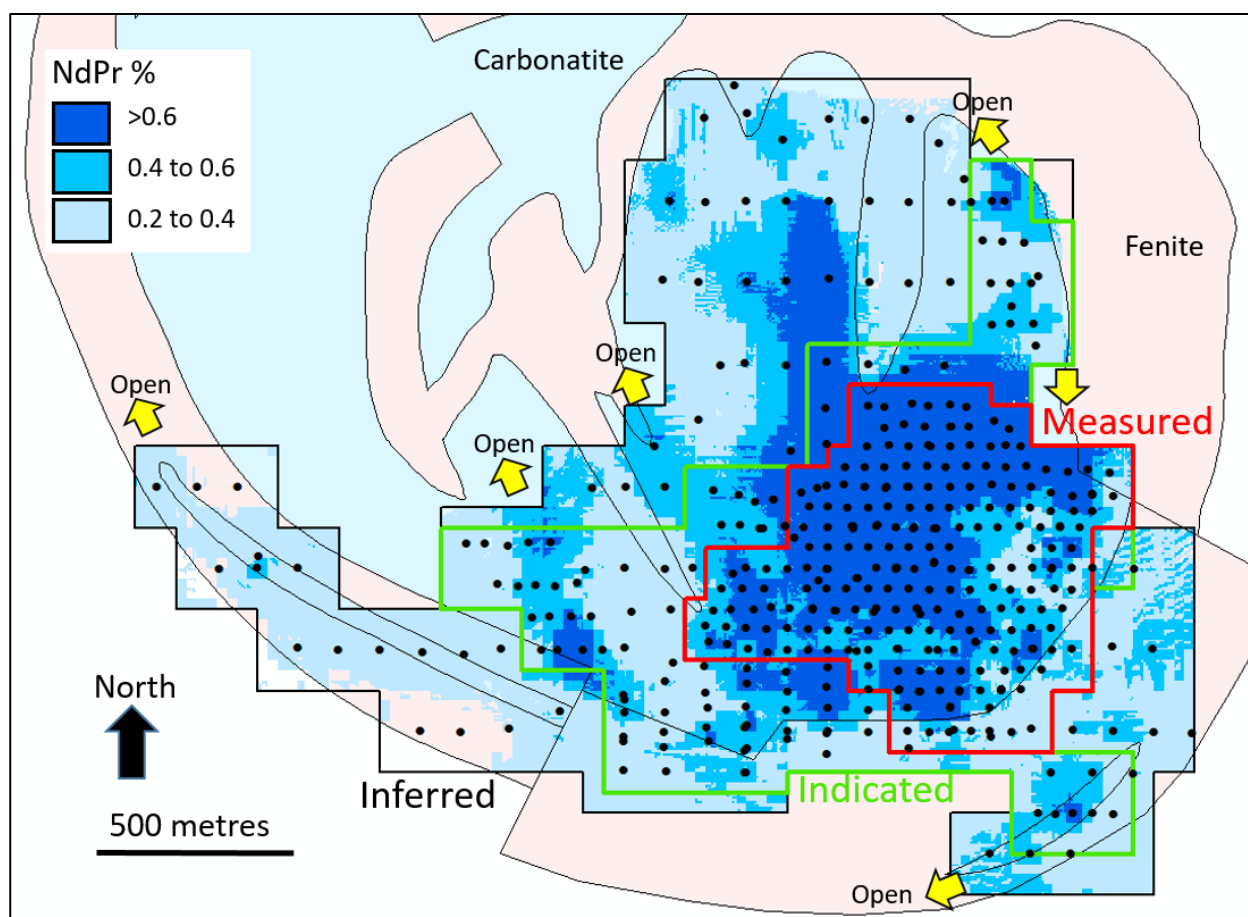 Carbonatite
NdPr %
>0.6
0.4 to 0.6
0.2 to 0.4
Open
Fenite
Open
Open
Open
Measured
North
Inferred
Indicated
500 metres
Open